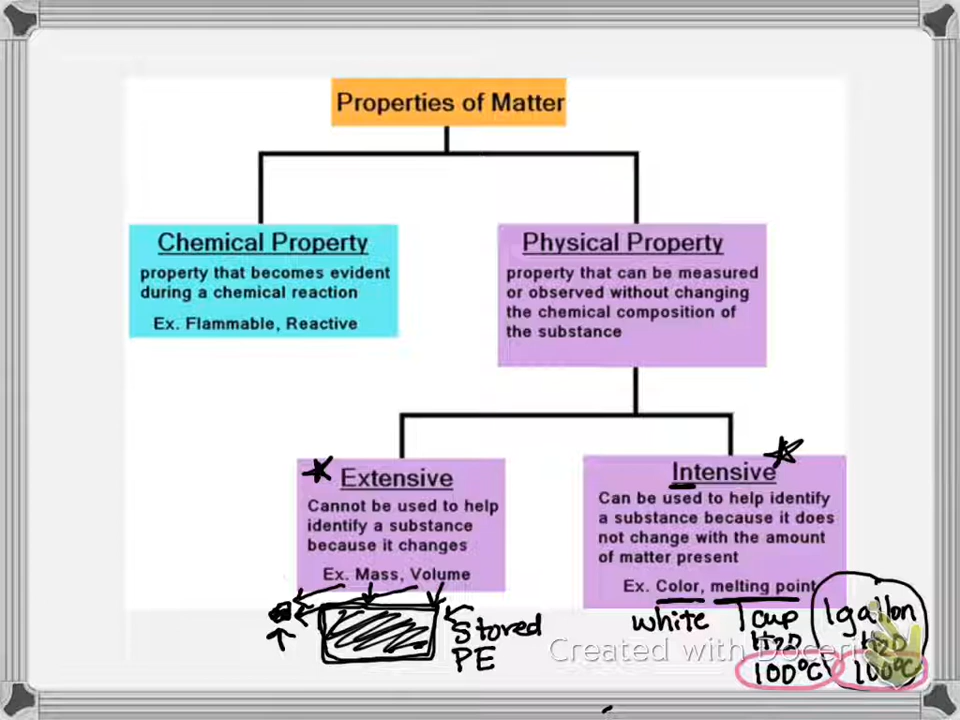 Properties of Matter
Chemical Property
property that becomes evident
during a chemical reaction
Ex. Flammable, Reactive
Physical Property
property that can be measured
or observed without changing
the chemical composition of
the substance
Extensive
Cannot be used to help
identify a substance
because it changes
Ex. Mass, Volume
Intensive
Can be used to help identify
a substance because it does
not change with the amount
of matter present
Ex. Color, melting point
Stored
PE
white
1 cup
H2O
100°C
1 gallon
H2O
100°C
Created with Doceri